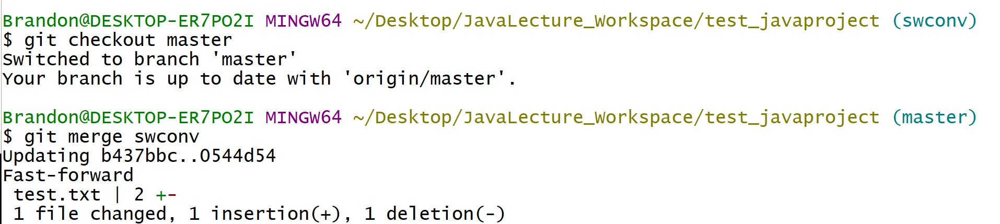 Brandon@DESKTOP-ER7PO2I MINGW64 ~/Desktop/JavaLecture_Workspace/test_javaproject (swconv)
$ git checkout master
Switched to branch 'master'
Your branch is up to date with 'origin/master'.
Brandon@DESKTOP-ER7PO2I MINGW64 ~/Desktop/JavaLecture_Workspace/test_javaproject (master)
$ git merge swconv
Updating b437bbc..0544d54
Fast-forward
 test.txt | 2 +-
 1 file changed, 1 insertion(+), 1 deletion(-)